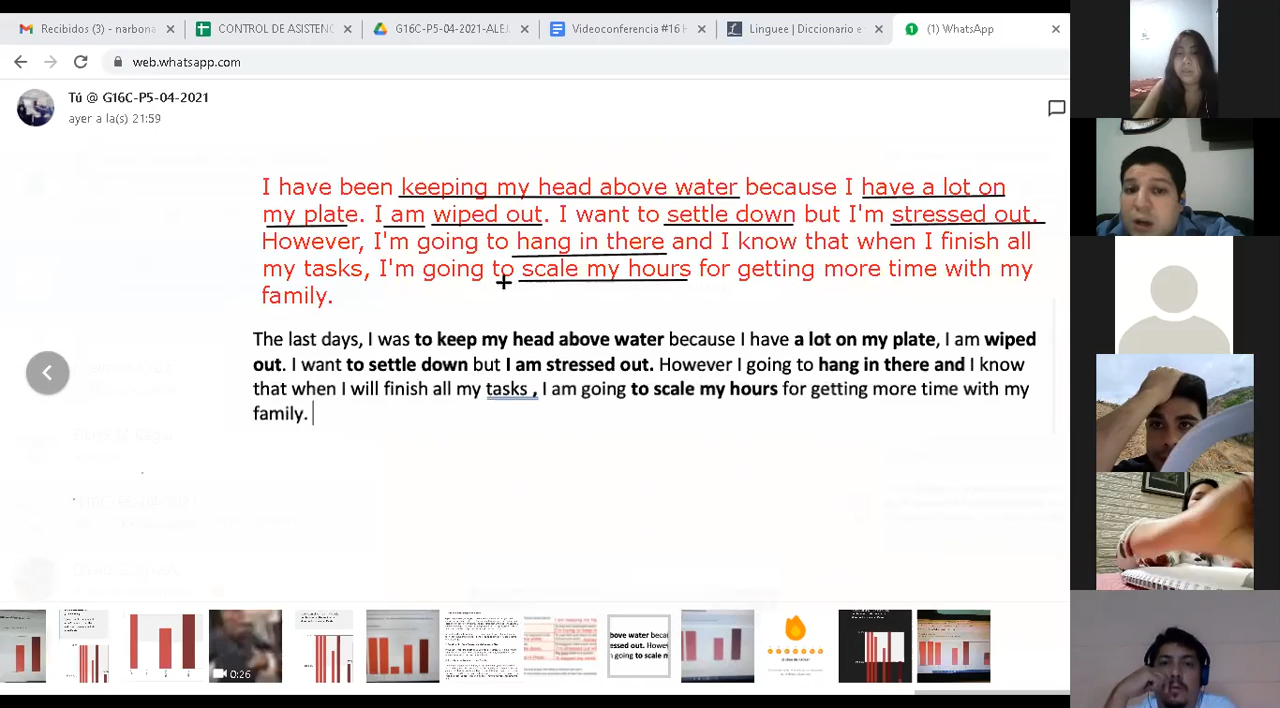 Recibidos (3) - narbona
CONTROL DE ASISTENC
G16C-P5-04-2021-ALEJ
Videoconferencia #16 H
Linguee | Diccionario e
(1) WhatsApp
web.whatsapp.com
Tú @ G16C-P5-04-2021
ayer a la(s) 21:59
I have been keeping my head above water because I have a lot on
my plate. I am wiped out. I want to settle down but I'm stressed out.
However, I'm going to hang in there and I know that when I finish all
my tasks, I'm going to scale my hours for getting more time with my
family.
The last days, I was to keep my head above water because I have a lot on my plate, I am wiped
out. I want to settle down but I am stressed out. However I going to hang in there and I know
that when I will finish all my tasks , I am going to scale my hours for getting more time with my
family.
0:26